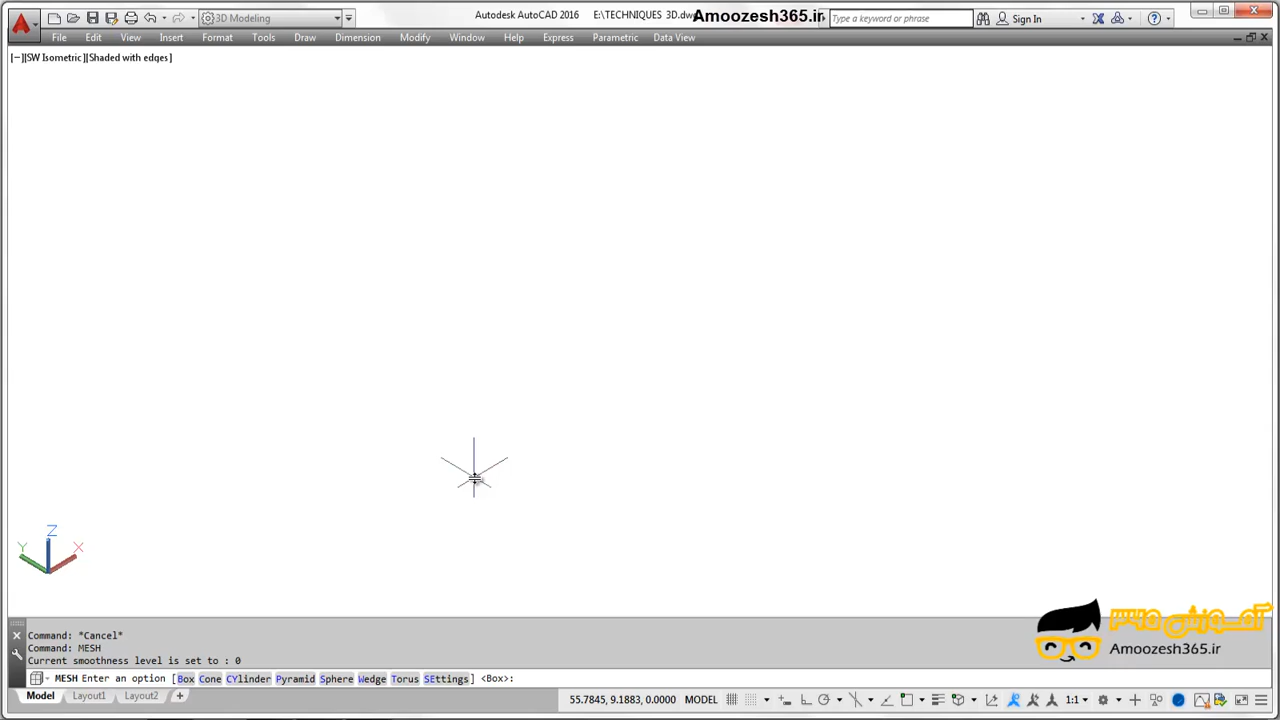 3D Modeling
Autodesk AutoCAD 2016 E:\TECHNIQUES 3D.dw
Amoozesh365.ir
Type a keyword or phrase
Sign In
File Edit View Insert Format Tools Draw Dimension Modify Window Help Express Parametric Data View
[−][SW Isometric][Shaded with edges]
Z
Y X
Command: *Cancel*
Command: MESH
Current smoothness level is set to : 0
MESH Enter an option [Box Cone CYlinder Pyramid Sphere Wedge Torus SEttings] <Box>:
آموزش ۳۶۵
Amoozesh365.ir
Model Layout1 Layout2 +
55.7845, 9.1883, 0.0000 MODEL 1:1